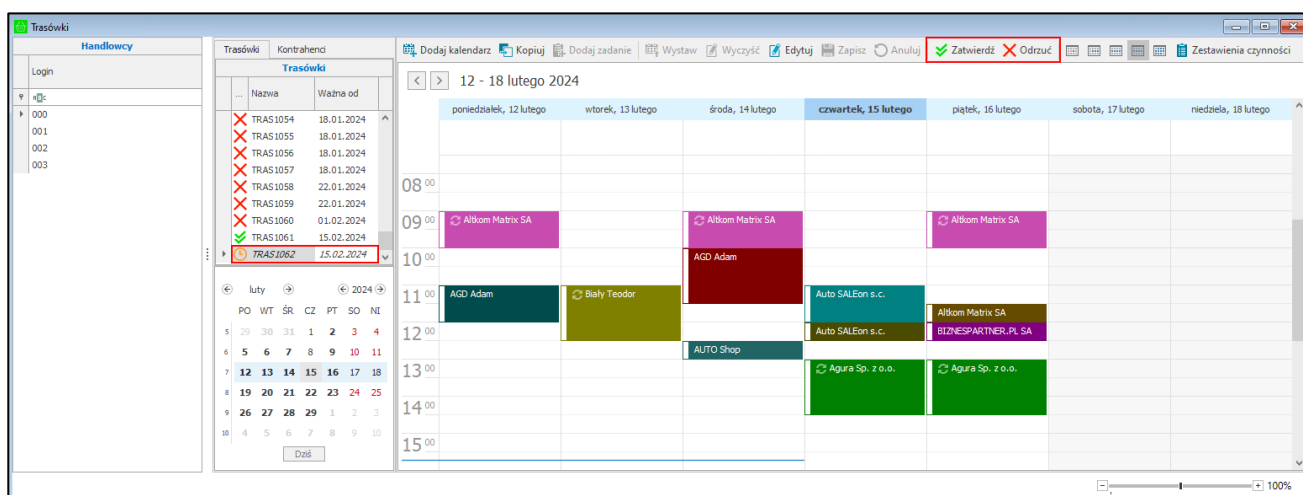 Trasówki
Handlowcy
Login
000
001
002
003
Trasówki Kontrahenci
Trasówki
... Nazwa Ważna od
TRAS1054 18.01.2024
TRAS1055 18.01.2024
TRAS1056 18.01.2024
TRAS1057 18.01.2024
TRAS1058 22.01.2024
TRAS1059 22.01.2024
TRAS1060 01.02.2024
TRAS1061 15.02.2024
TRAS1062 15.02.2024
luty 2024
PO WT ŚR CZ PT SO NI
5 29 30 31 1 2 3 4
6 5 6 7 8 9 10 11
7 12 13 14 15 16 17 18
8 19 20 21 22 23 24 25
9 26 27 28 29 1 2 3
10 4 5 6 7 8 9 10
Dziś
Dodaj kalendarz Kopiuj Dodaj zadanie Wystaw Wyczyść Edytuj Zapisz Anuluj Zatwierdź Odrzuć Zestawienia czynności
< > 12 - 18 lutego 2024
poniedziałek, 12 lutego wtorek, 13 lutego środa, 14 lutego czwartek, 15 lutego piątek, 16 lutego sobota, 17 lutego niedziela, 18 lutego
08 00
09 00 Altkom Matrix SA Altkom Matrix SA Altkom Matrix SA
10 00 AGD Adam
11 00 AGD Adam Biały Teodor Auto SALEon s.c.
Altkom Matrix SA
12 00 Auto SALEon s.c. BIZNESPARTNER.PL SA
AUTO Shop
13 00 Agura Sp. z o.o. Agura Sp. z o.o.
14 00
15 00
100%